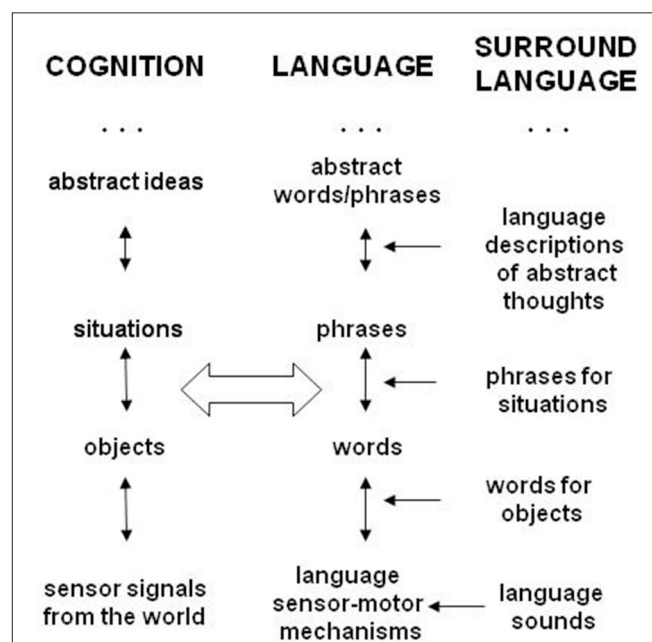 COGNITION
LANGUAGE
SURROUND
LANGUAGE
. . .
. . .
. . .
abstract ideas
abstract
words/phrases
language
descriptions
of abstract
thoughts
situations
phrases
phrases for
situations
objects
words
words for
objects
sensor signals
from the world
language
sensor-motor
mechanisms
language
sounds